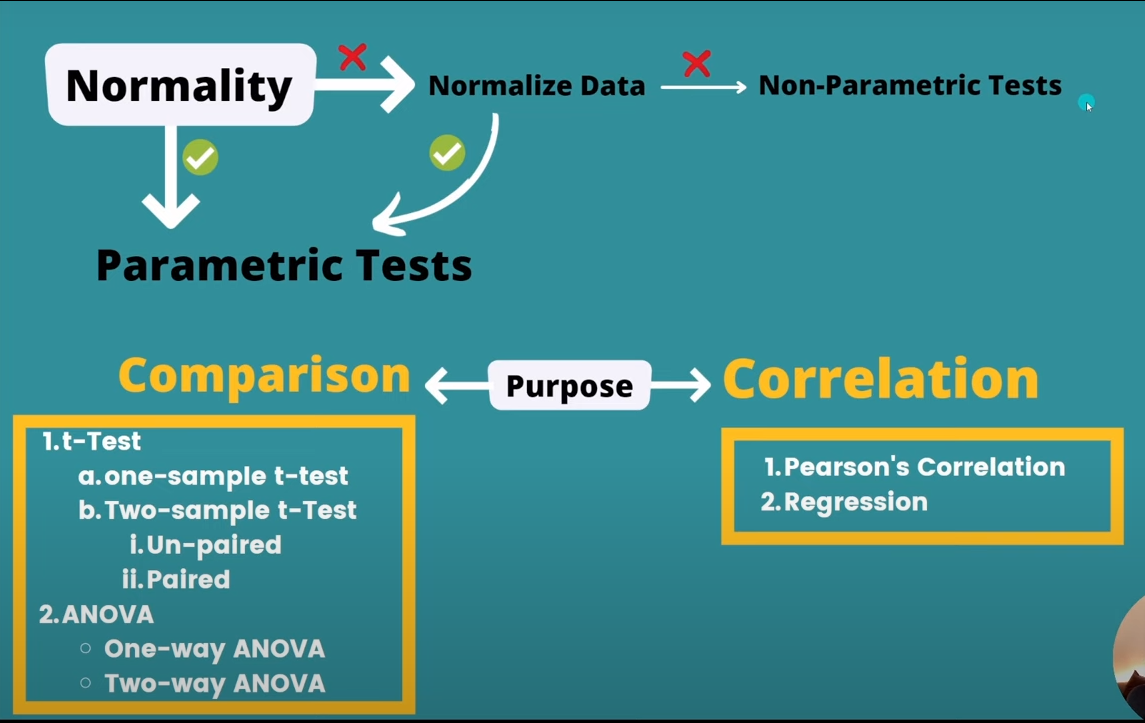 Normality
Normalize Data
Non-Parametric Tests
Parametric Tests
Comparison
Purpose
Correlation
1.t-Test
a.one-sample t-test
b.Two-sample t-Test
i.Un-paired
ii.Paired
2.ANOVA
One-way ANOVA
Two-way ANOVA
1.Pearson's Correlation
2.Regression